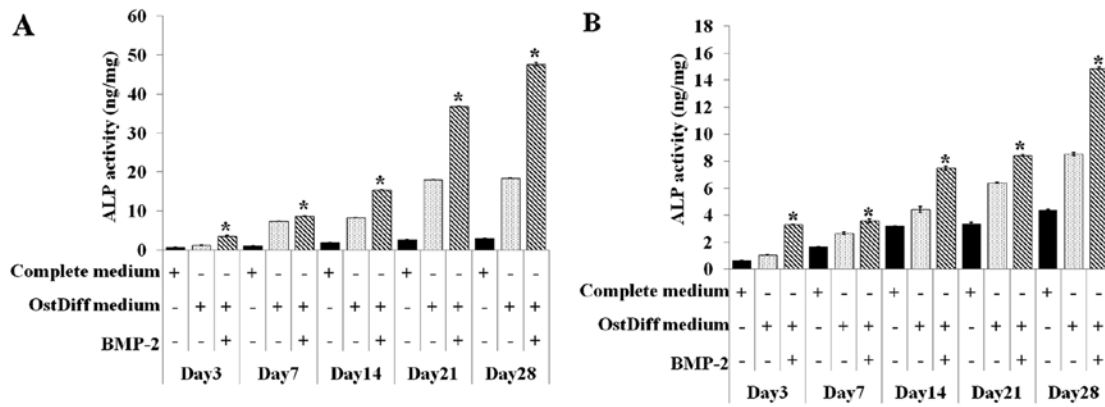 A
ALP activity (ng/mg)
60
50
40
30
20
10
0
* * * * *
Complete medium + - - + - - + - - + - - + - -
OstDiff medium - + + - + + - + + - + + - + +
BMP-2 - - + - - + - - + - - + - - +
Day3 Day7 Day14 Day21 Day28
B
ALP activity (ng/mg)
18
16
14
12
10
8
6
4
2
0
* * * * *
Complete medium + - - + - - + - - + - - + - -
OstDiff medium - + + - + + - + + - + + - + +
BMP-2 - - + - - + - - + - - + - - +
Day3 Day7 Day14 Day21 Day28